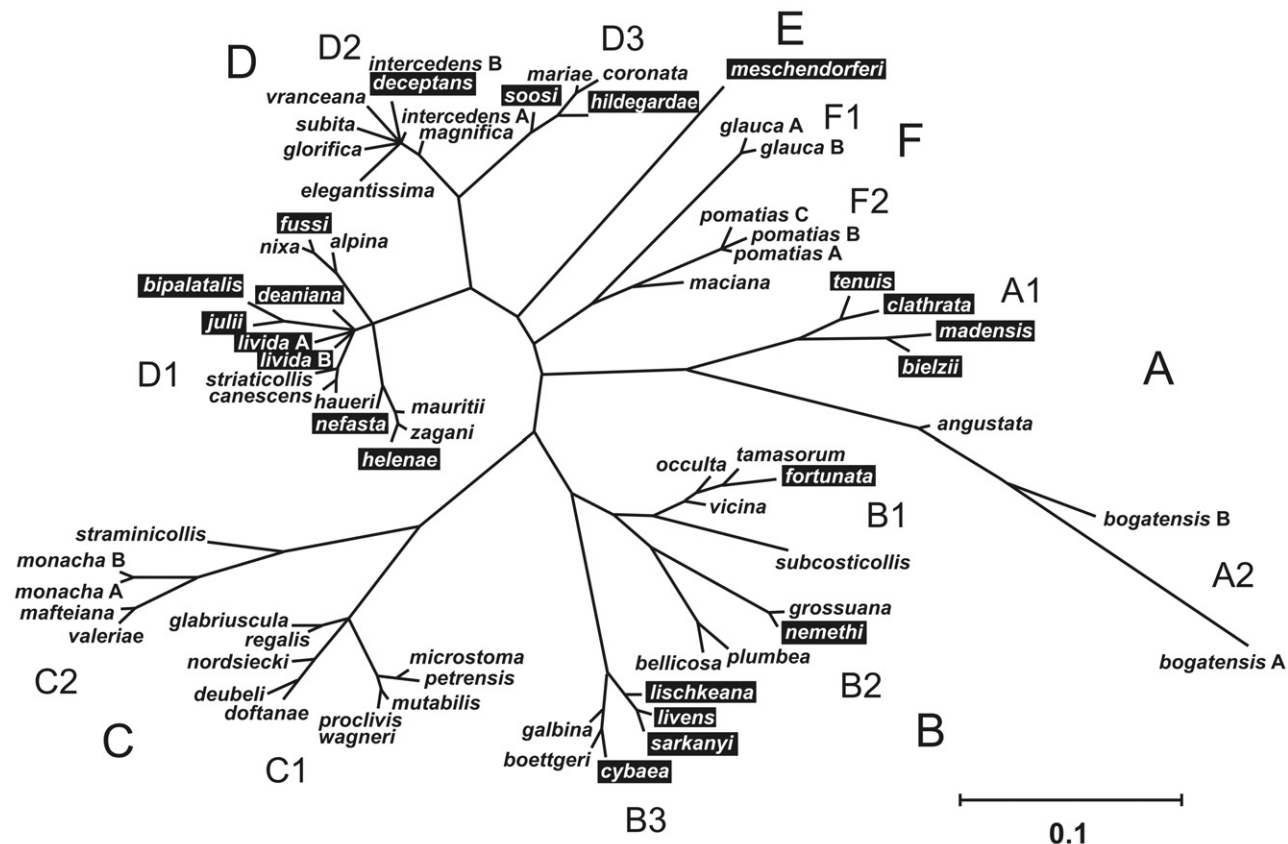 E
D3
D2
D
intercedens B
mariae
coronata
meschendorferi
deceptans
soosi
hildegardae
vranceana
intercedens A
magnifica
subita
glorifica
elegantissima
glauca A
glauca B
F1
F
F2
pomatias C
pomatias B
pomatias A
maciana
fussi
nixa
alpina
bipalatalis
deaniana
julii
livida A
livida B
striaticollis
canescens
haueri
nefasta
mauritii
zagani
helenae
D1
tenuis
clathrata
A1
madensis
bielzii
A
angustata
bogatensis B
A2
bogatensis A
occulta
tamasorum
fortunata
vicina
B1
subcosticollis
grossuana
nemethi
bellicosa
plumbea
B2
B
lischkeana
livens
sarkanyi
galbina
boettgeri
cybaea
B3
straminicollis
monacha B
monacha A
mafteiana
valeriae
C2
C
glabriuscula
regalis
nordsiecki
deubeli
doftanae
microstoma
petrensis
mutabilis
proclivis
wagneri
C1
0.1